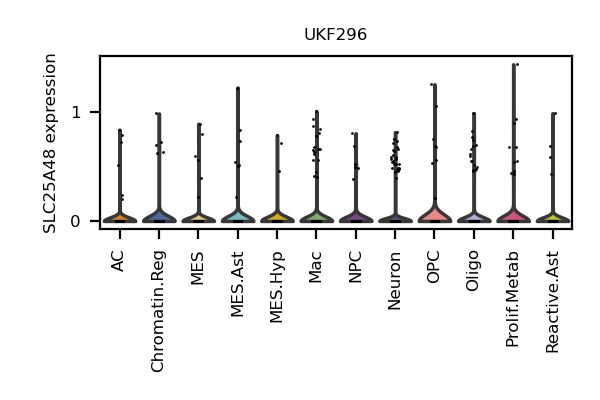 UKF296
SLC25A48 expression
1
0
AC
Chromatin.Reg
MES
MES.Ast
MES.Hyp
Mac
NPC
Neuron
OPC
Oligo
Prolif.Metab
Reactive.Ast